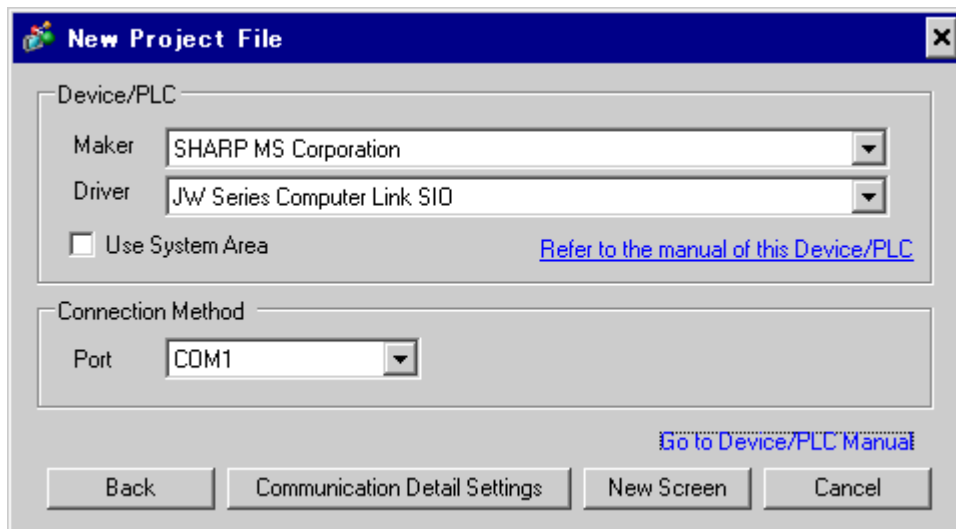 New Project File
Device/PLC
Maker SHARP MS Corporation
Driver JW Series Computer Link SIO
Use System Area Refer to the manual of this Device/PLC
Connection Method
Port COM1
Go to Device/PLC Manual
Back Communication Detail Settings New Screen Cancel